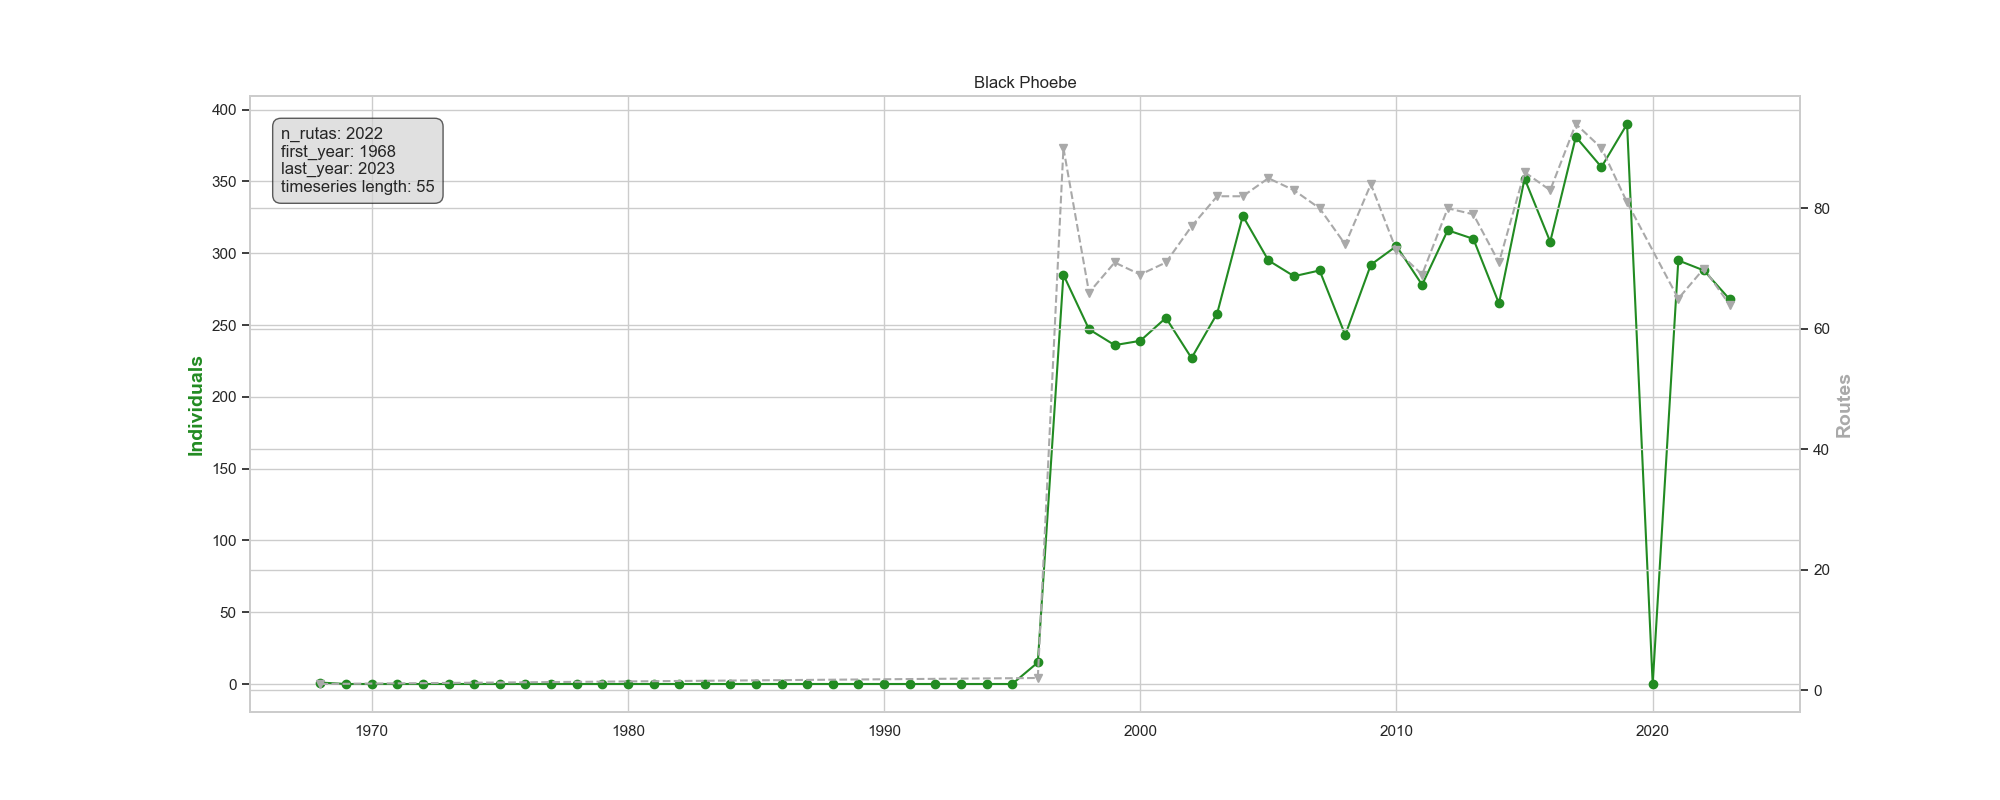 Black Phoebe
n_rutas: 2022
first_year: 1968
last_year: 2023
timeseries length: 55
Individuals
400
350
300
250
200
150
100
50
0
Routes
80
60
40
20
0
1970
1980
1990
2000
2010
2020